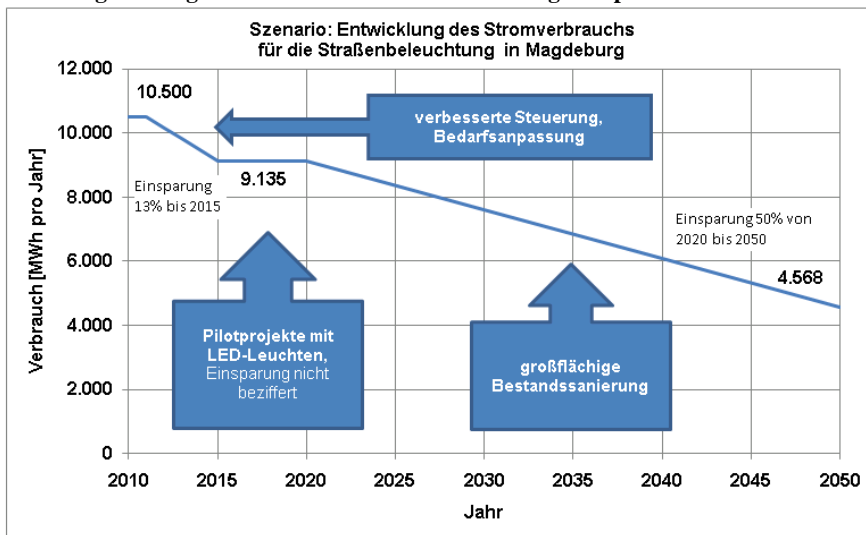 Szenario: Entwicklung des Stromverbrauchs
für die Straßenbeleuchtung in Magdeburg
12.000
10.000
8.000
6.000
4.000
2.000
0
Verbrauch [MWh pro Jahr]
10.500
verbesserte Steuerung,
Bedarfsanpassung
9.135
Einsparung
13% bis 2015
Einsparung 50% von
2020 bis 2050
4.568
Pilotprojekte mit
LED-Leuchten,
Einsparung nicht
beziffert
großflächige
Bestandssanierung
2010 2015 2020 2025 2030 2035 2040 2045 2050
Jahr